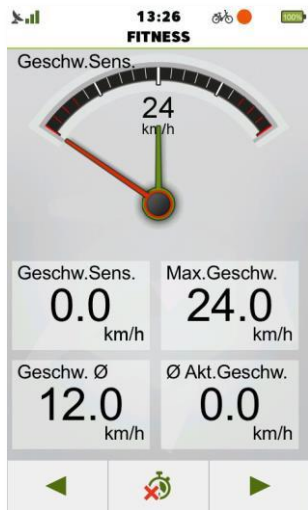 13:26
100%
FITNESS
Geschw.Sens.
24
km/h
Geschw.Sens.
0.0
km/h
Max.Geschw.
24.0
km/h
Geschw. Ø
12.0
km/h
Ø Akt.Geschw.
0.0
km/h